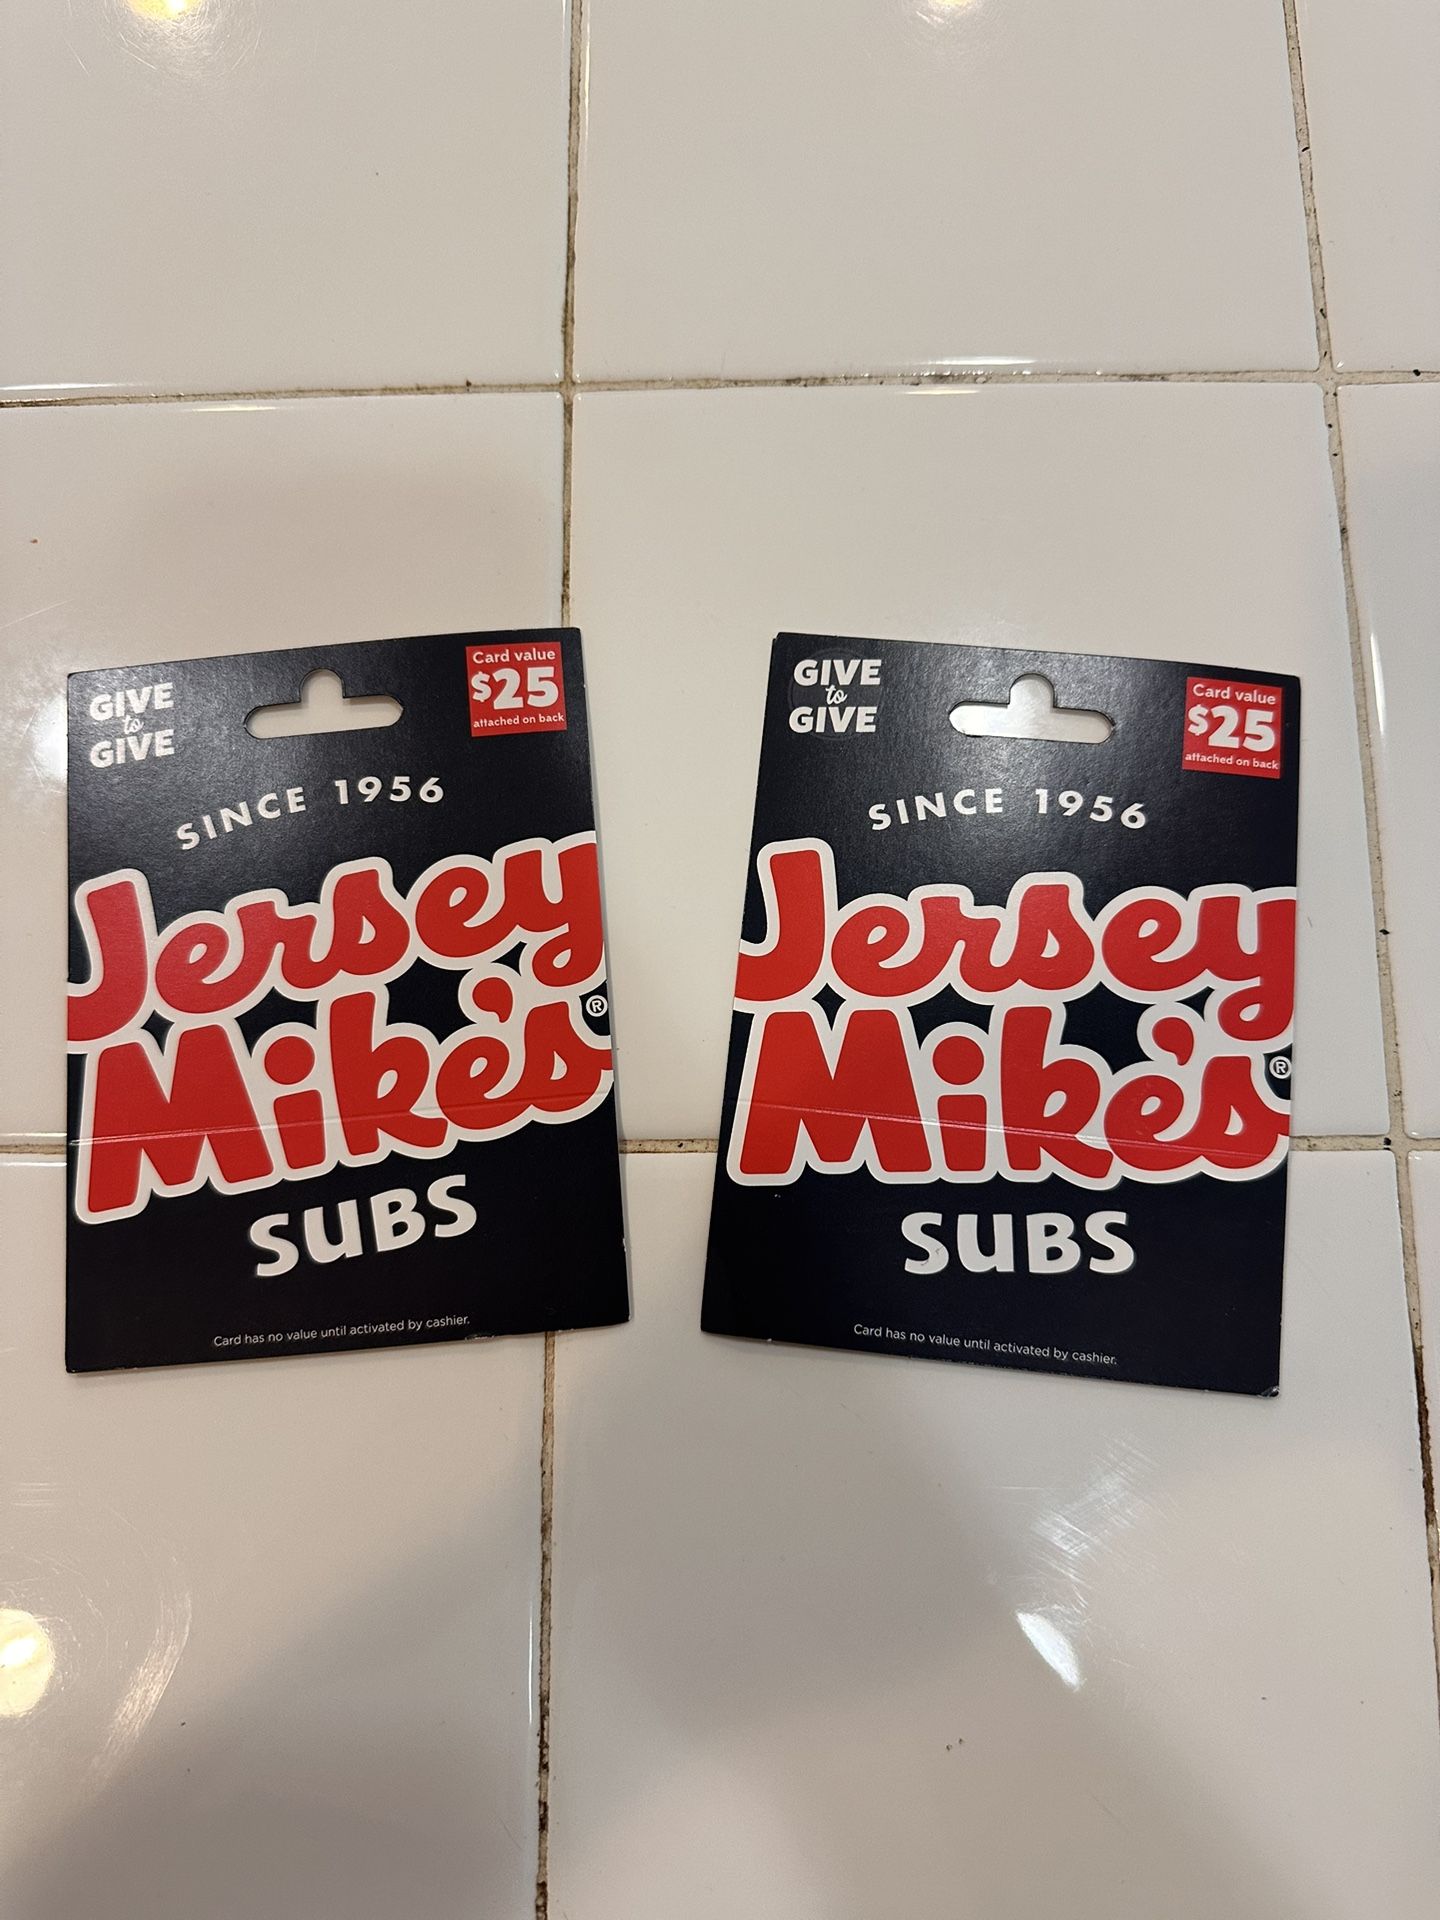 GIVE
to
GIVE
Card value
$25
attached on back
SINCE 1956
Jersey
Mike's®
SUBS
Card has no value until activated by cashier.
GIVE
to
GIVE
Card value
$25
attached on back
SINCE 1956
Jersey
Mike's®
SUBS
Card has no value until activated by cashier.